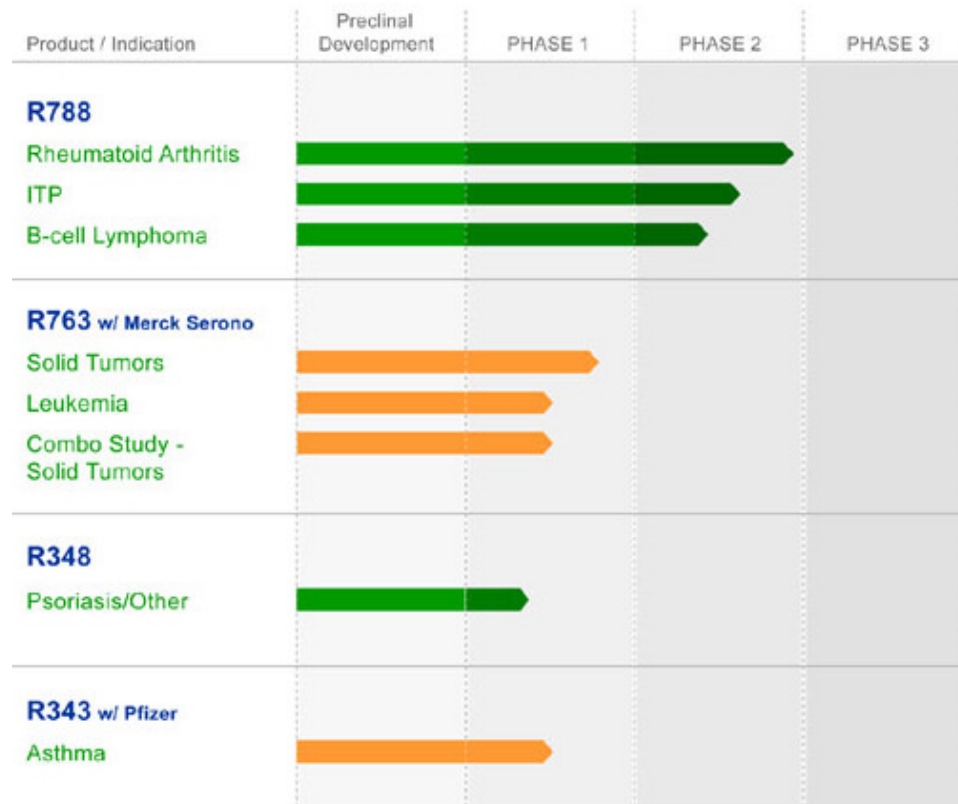 Preclinal
Product / Indication Development PHASE 1 PHASE 2 PHASE 3
R788
Rheumatoid Arthritis
ITP
B-cell Lymphoma
R763 w/ Merck Serono
Solid Tumors
Leukemia
Combo Study -
Solid Tumors
R348
Psoriasis/Other
R343 w/ Pfizer
Asthma